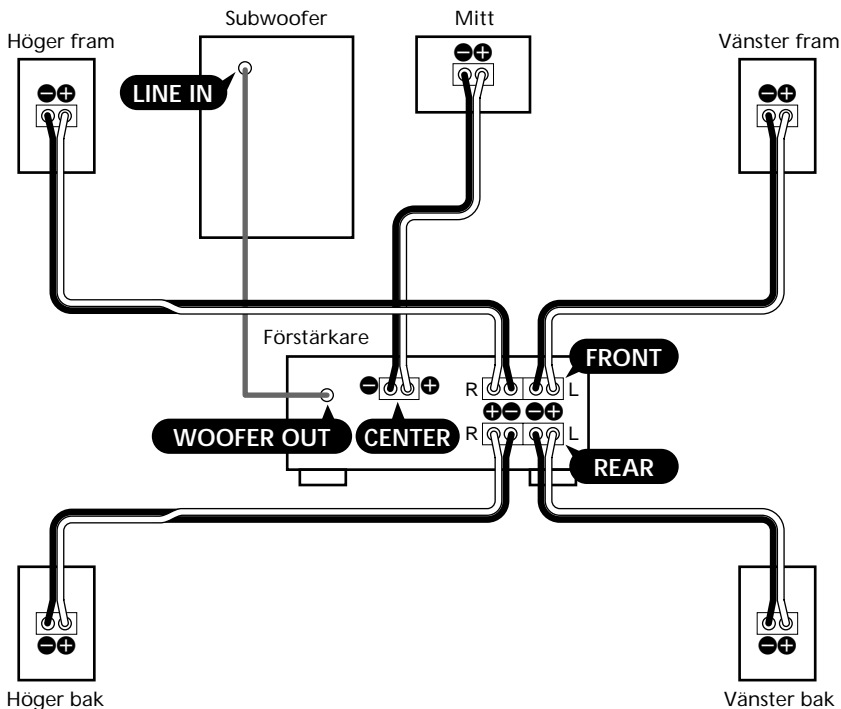 Subwoofer
Mitt
Höger fram
Vänster fram
LINE IN
Förstärkare
FRONT
R
L
WOOFER OUT
CENTER
R
L
REAR
Höger bak
Vänster bak